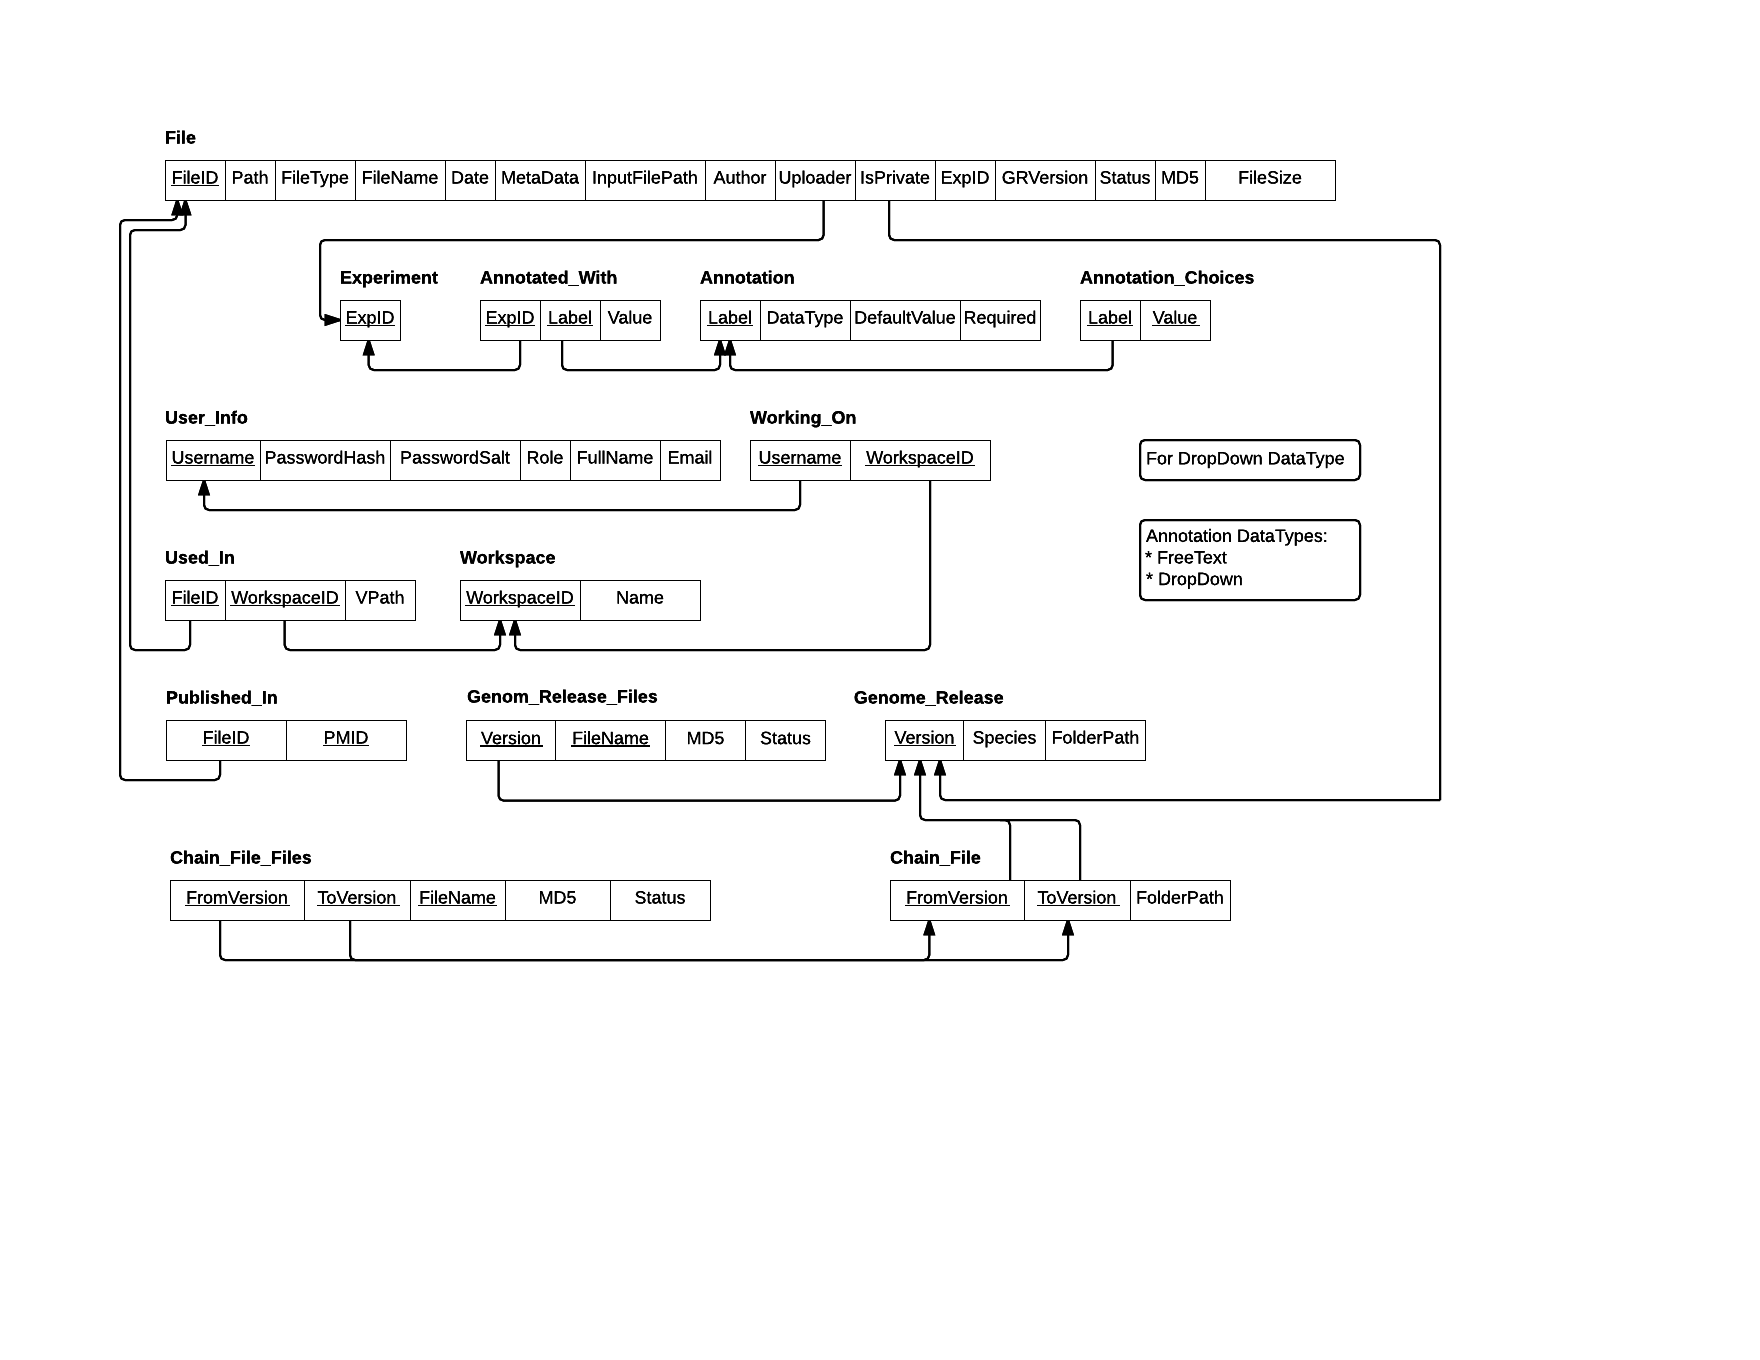 File
FileID Path FileType FileName Date MetaData InputFilePath Author Uploader IsPrivate ExpID GRVersion Status MD5 FileSize
Experiment Annotated_With Annotation Annotation_Choices
ExpID ExpID Label Value Label DataType DefaultValue Required Label Value
User_Info Working_On
Username PasswordHash PasswordSalt Role FullName Email Username WorkspaceID
For DropDown DataType
Annotation DataTypes:
* FreeText
* DropDown
Used_In Workspace
FileID WorkspaceID VPath WorkspaceID Name
Published_In Genom_Release_Files Genome_Release
FileID PMID Version FileName MD5 Status Version Species FolderPath
Chain_File_Files Chain_File
FromVersion ToVersion FileName MD5 Status FromVersion ToVersion FolderPath